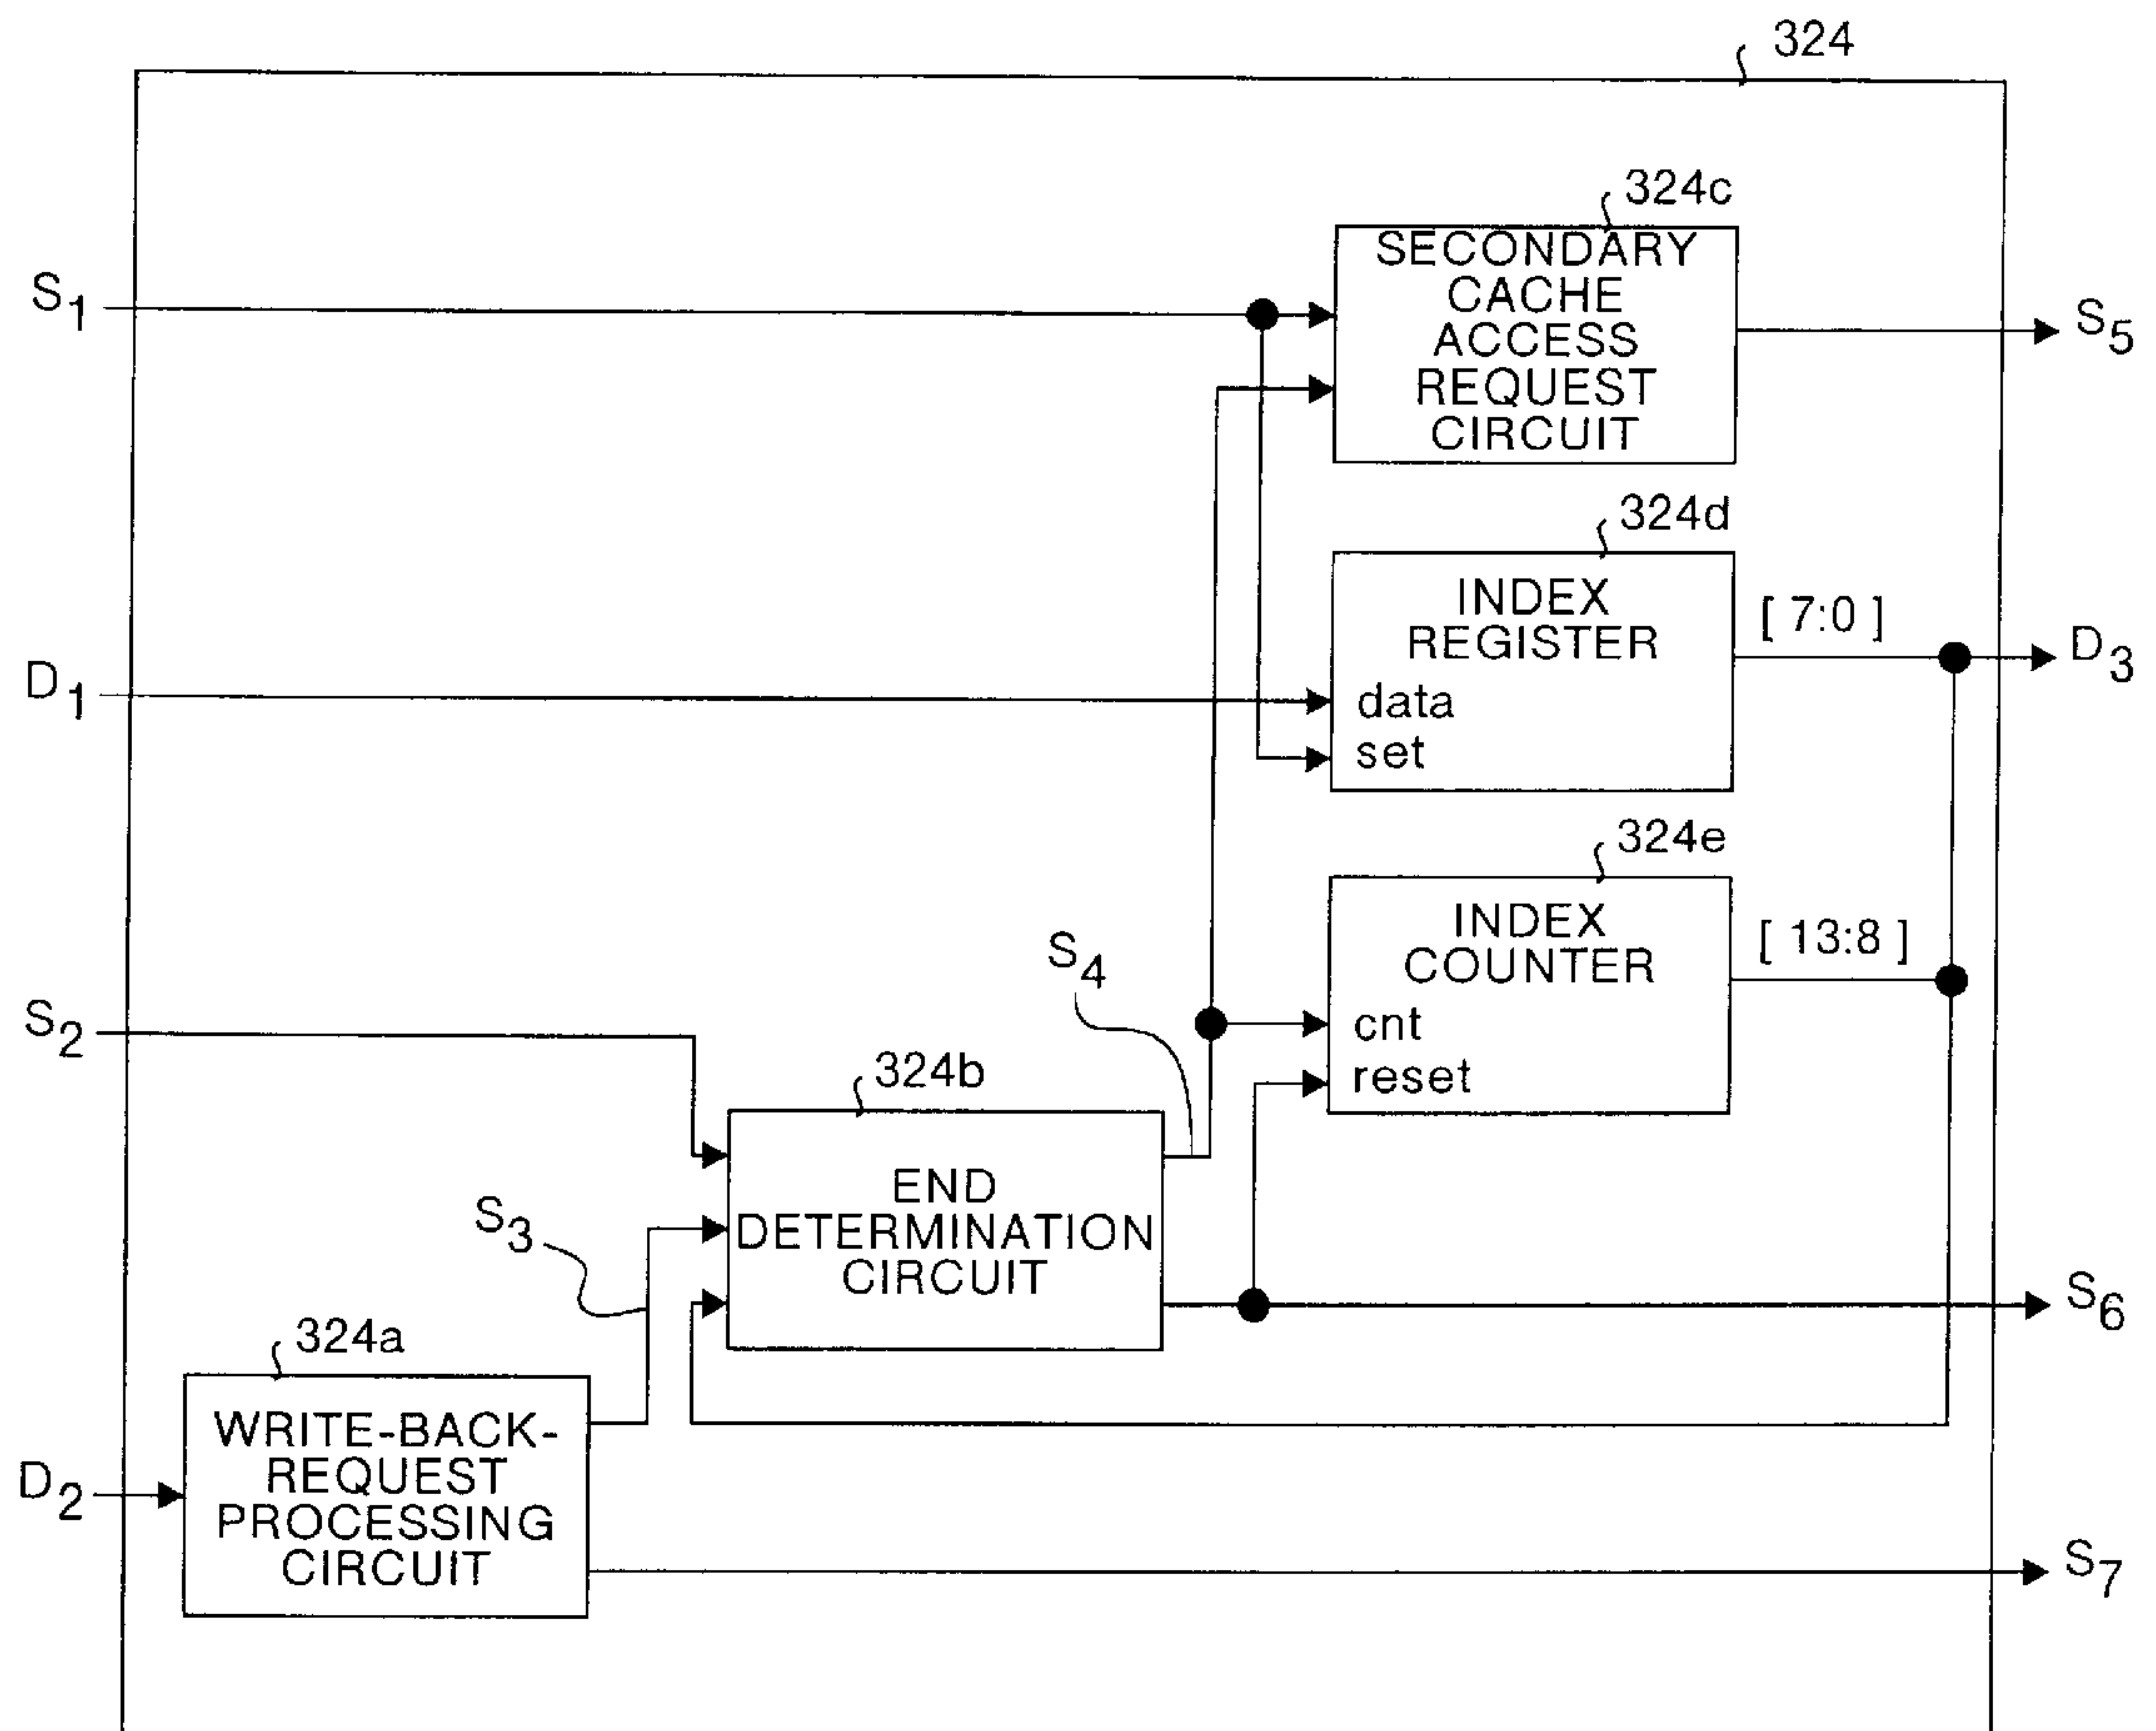 324
324c
SECONDARY
CACHE
ACCESS
REQUEST
CIRCUIT
S1
S5
324d
INDEX
REGISTER
data
set
[ 7:0 ]
D1
D3
324e
INDEX
COUNTER
cnt
reset
[ 13:8 ]
S4
S2
324b
END
DETERMINATION
CIRCUIT
S3
S6
324a
WRITE-BACK-
REQUEST
PROCESSING
CIRCUIT
D2
S7